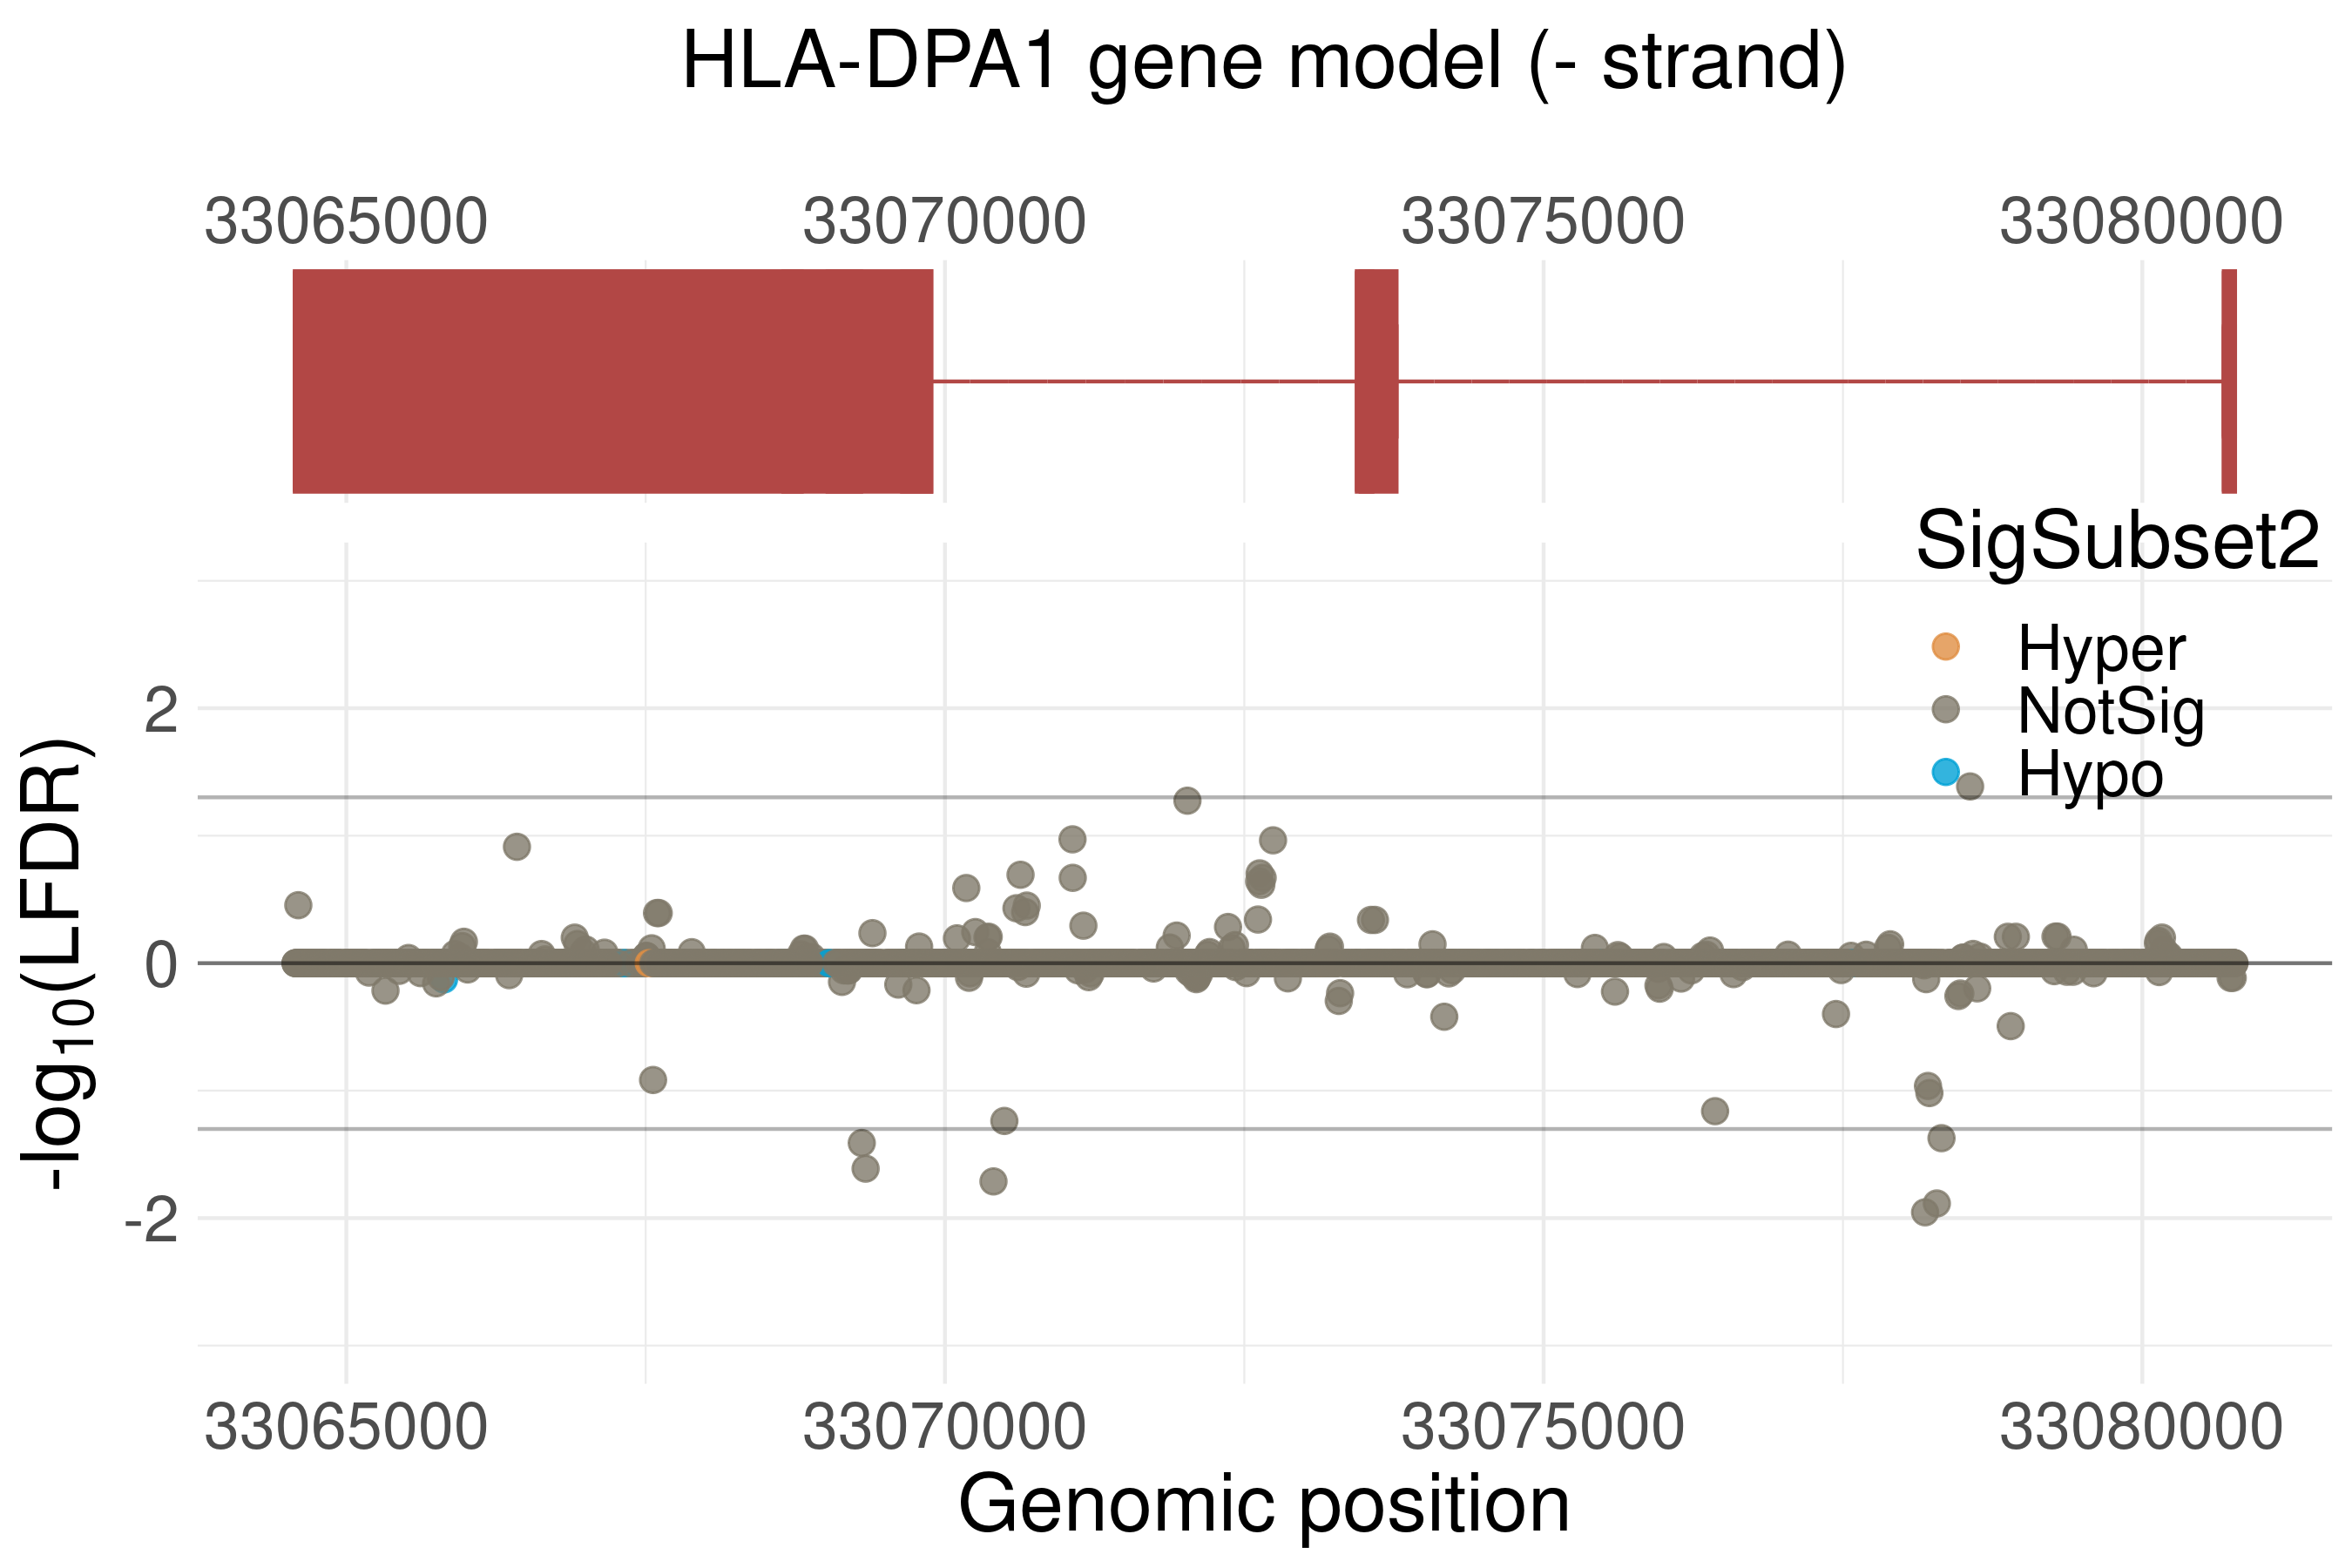 HLA-DPA1 gene model (- strand)
33065000 33070000 33075000 33080000
SigSubset2
Hyper
NotSig
Hypo
2
0
-2
-log10(LFDR)
33065000 33070000 33075000 33080000
Genomic position